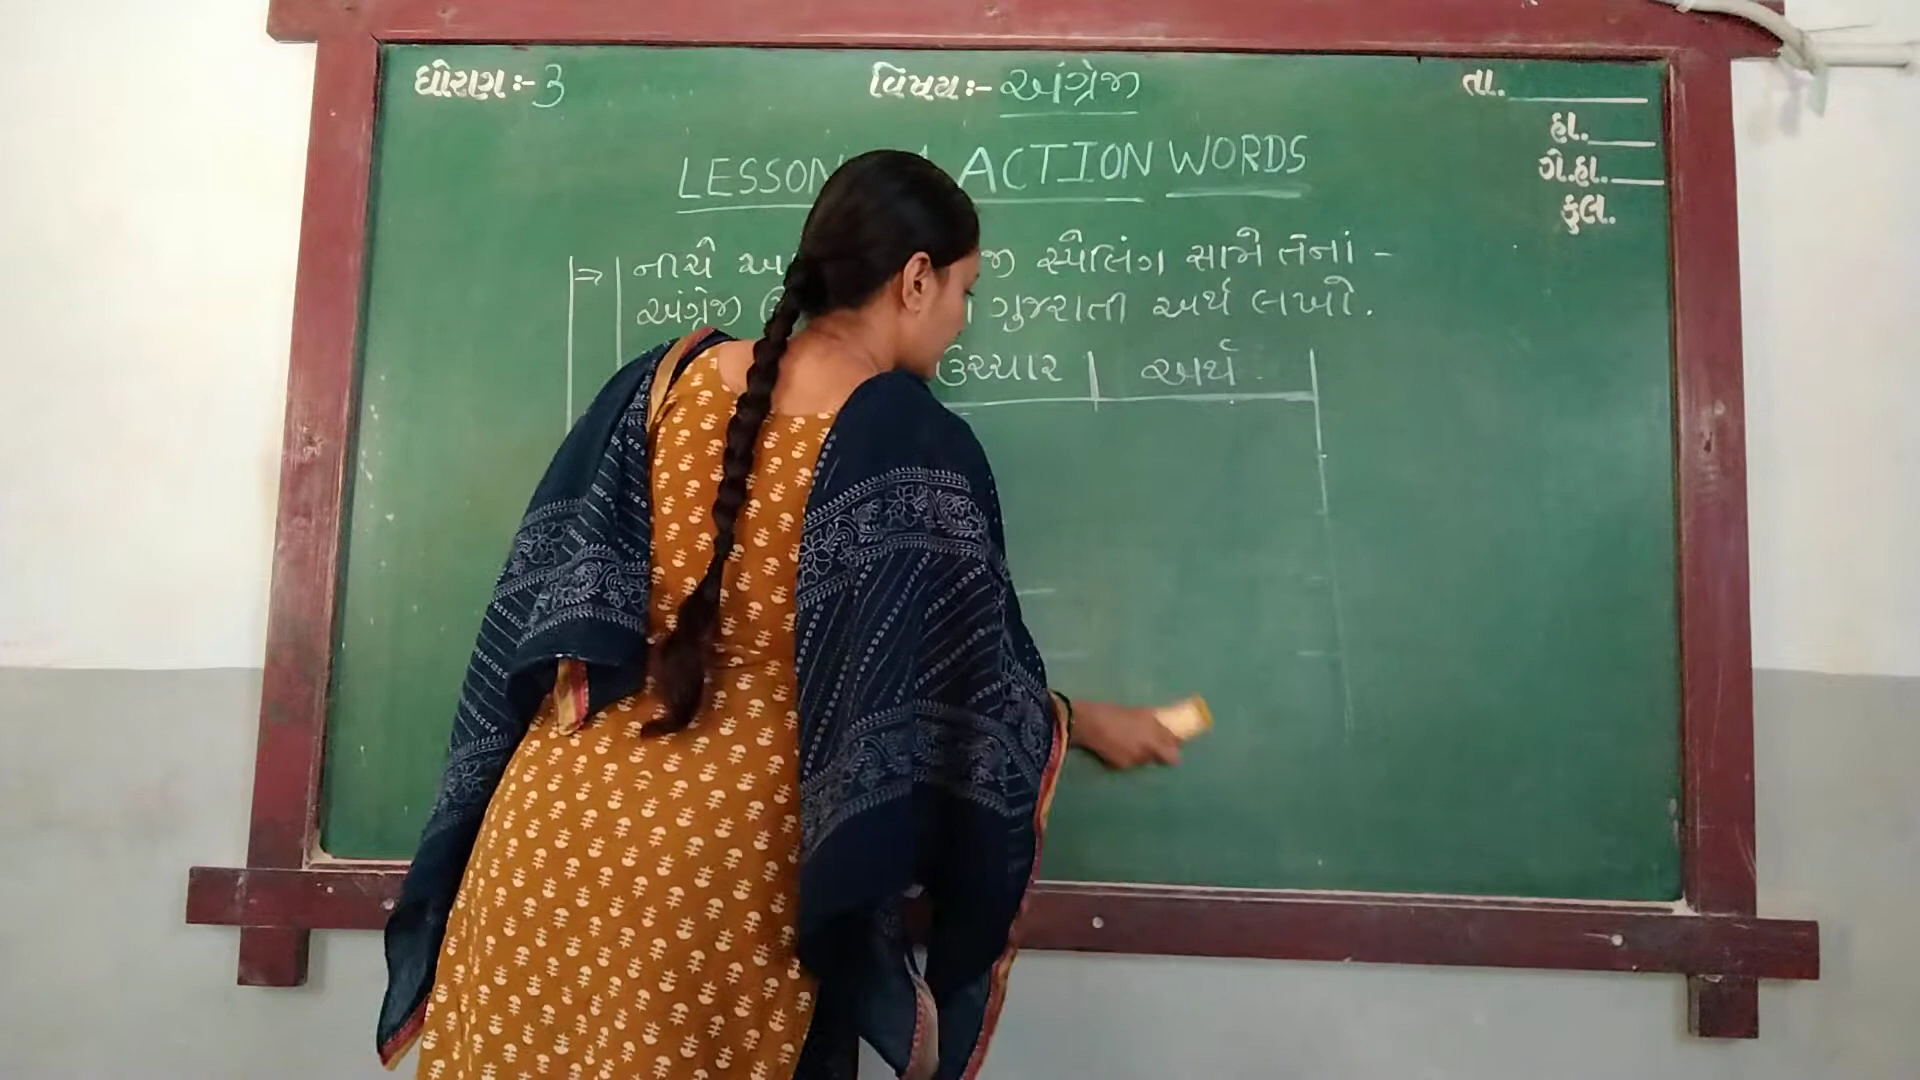 ધોરણ:- 3
વિષય:- અંગ્રેજી
તા.
હા.
ગે.હા.
કુલ.
LESSON ACTION WORDS
નીચે સ્પેલિંગ સામે તેનાં -
અંગ્રેજી ગુજરાતી અર્થ લખો.
ઉચ્ચાર અર્થ